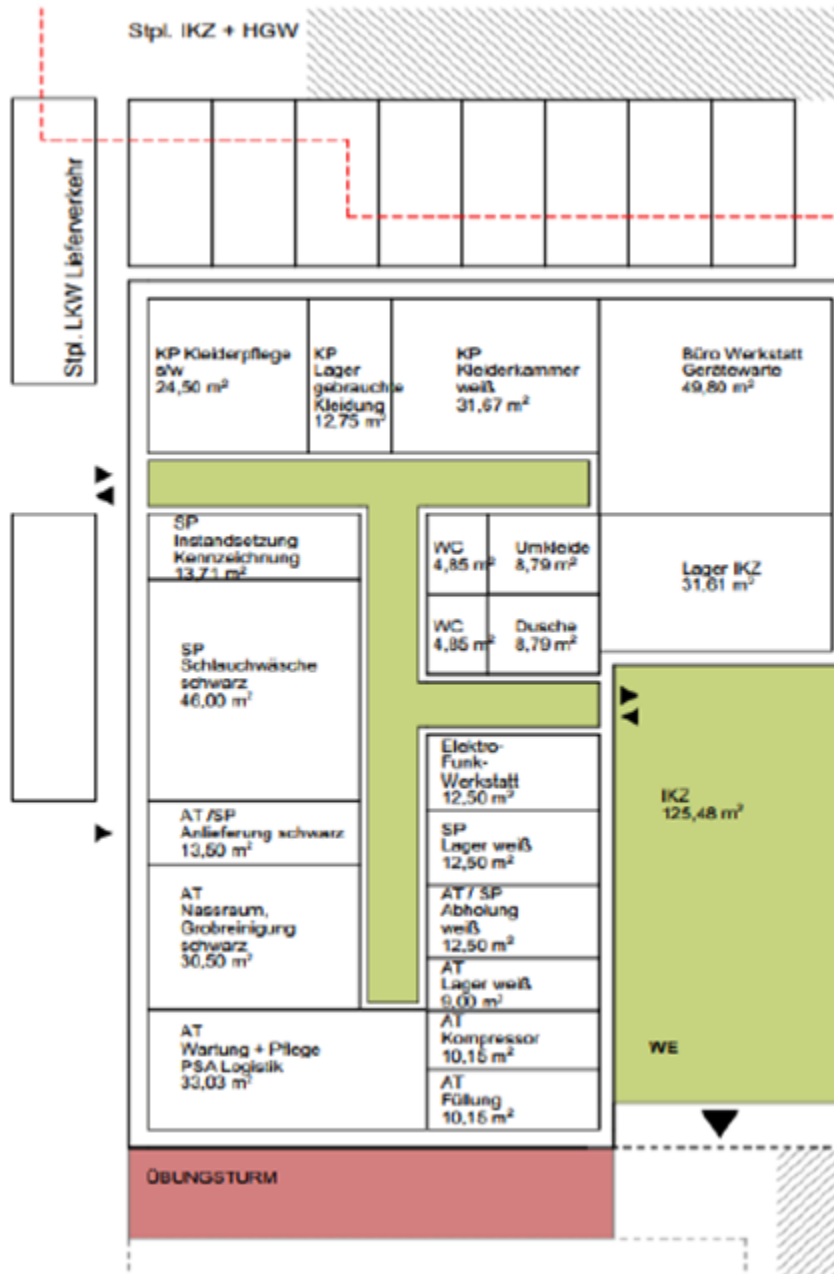 Stpl. IKZ + HGW
Stpl. LKW Lieferverkehr
KP Kleiderpflege
s/w
24,50 m²
KP
Lager
gebrauchte
Kleidung
12,75 m²
KP
Kleiderkammer
weiß
31,67 m²
Büro Werkstatt
Gerätewarte
49,80 m²
SP
Instandsetzung
Kennzeichnung
13,71 m²
WC
4,85 m²
Umkleide
8,79 m²
Lager IKZ
31,61 m²
WC
4,85 m²
Dusche
8,79 m²
SP
Schlauchwäsche
schwarz
46,00 m²
Elektro-
Funk-
Werkstatt
12,50 m²
IKZ
125,48 m²
AT /SP
Anlieferung schwarz
13,50 m²
SP
Lager weiß
12,50 m²
AT
Nassraum,
Grobreinigung
schwarz
30,50 m²
AT / SP
Abholung
weiß
12,50 m²
AT
Lager weiß
9,00 m²
AT
Wartung + Pflege
PSA Logistik
33,03 m²
AT
Kompressor
10,15 m²
WE
AT
Füllung
10,15 m²
ÜBUNGSTURM